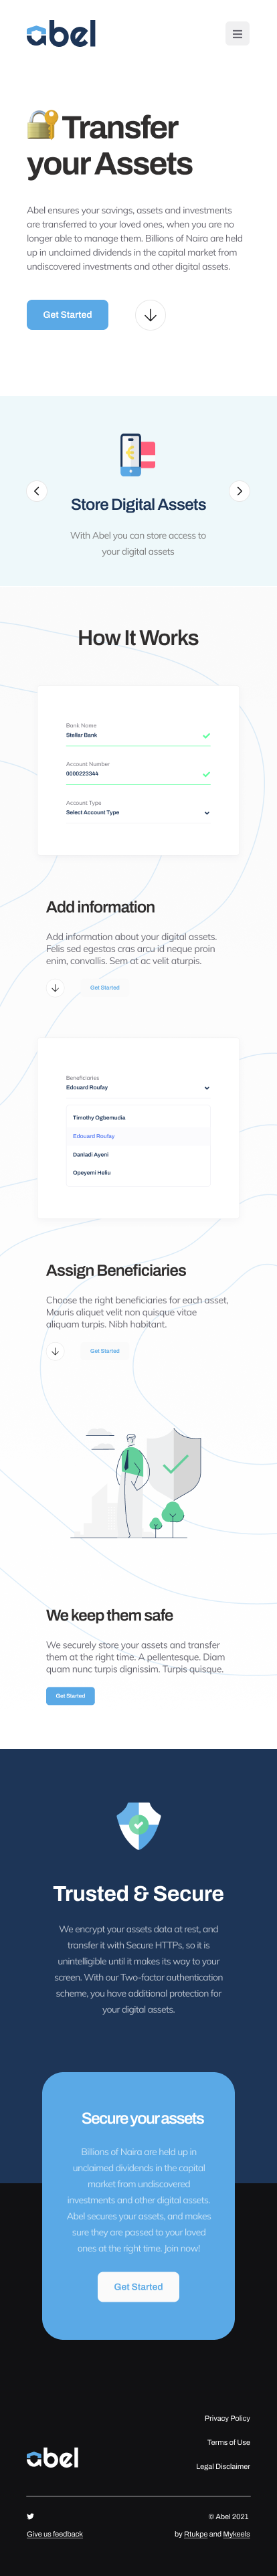 abel
Transfer
your Assets
Abel ensures your savings, assets and investments
are transferred to your loved ones, when you are no
longer able to manage them. Billions of Naira are held
up in unclaimed dividends in the capital market from
undiscovered investments and other digital assets.
Get Started
Store Digital Assets
With Abel you can store access to
your digital assets
How It Works
Bank Name
Stellar Bank
Account Number
0000223344
Account Type
Select Account Type
Add information
Add information about your digital assets.
Felis sed egestas cras arcu id neque proin
enim, convallis. Sem at ac velit aturpis.
Get Started
Beneficiaries
Edouard Roufay
Timothy Ogbemudia
Edouard Roufay
Danladi Ayeni
Opeyemi Heliu
Assign Beneficiaries
Choose the right beneficiaries for each asset,
Mauris aliquet velit non quisque vitae
aliquam turpis. Nibh habitant.
Get Started
We keep them safe
We securely store your assets and transfer
them at the right time. A pellentesque. Diam
quam nunc turpis dignissim. Turpis quisque.
Get Started
Trusted & Secure
We encrypt your assets data at rest, and
transfer it with Secure HTTPs, so it is
unintelligible until it makes its way to your
screen. With our Two-factor authentication
scheme, you have additional protection for
your digital assets.
Secure your assets
Billions of Naira are held up in
unclaimed dividends in the capital
market from undiscovered
investments and other digital assets.
Abel secures your assets, and makes
sure they are passed to your loved
ones at the right time. Join now!
Get Started
Privacy Policy
Terms of Use
abel
Legal Disclaimer
© Abel 2021
Give us feedback
by Rtukpe and Mykeels